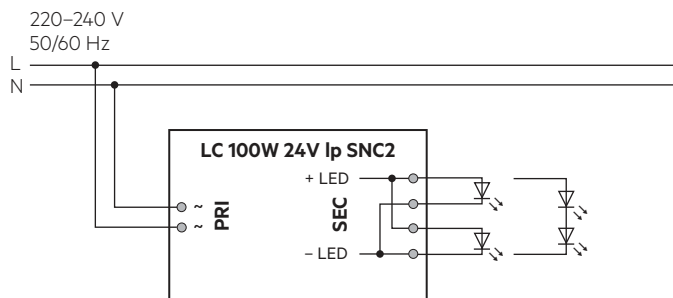 220–240 V
50/60 Hz
L
N
LC 100W 24V lp SNC2
+ LED
~
PRI
SEC
~
– LED